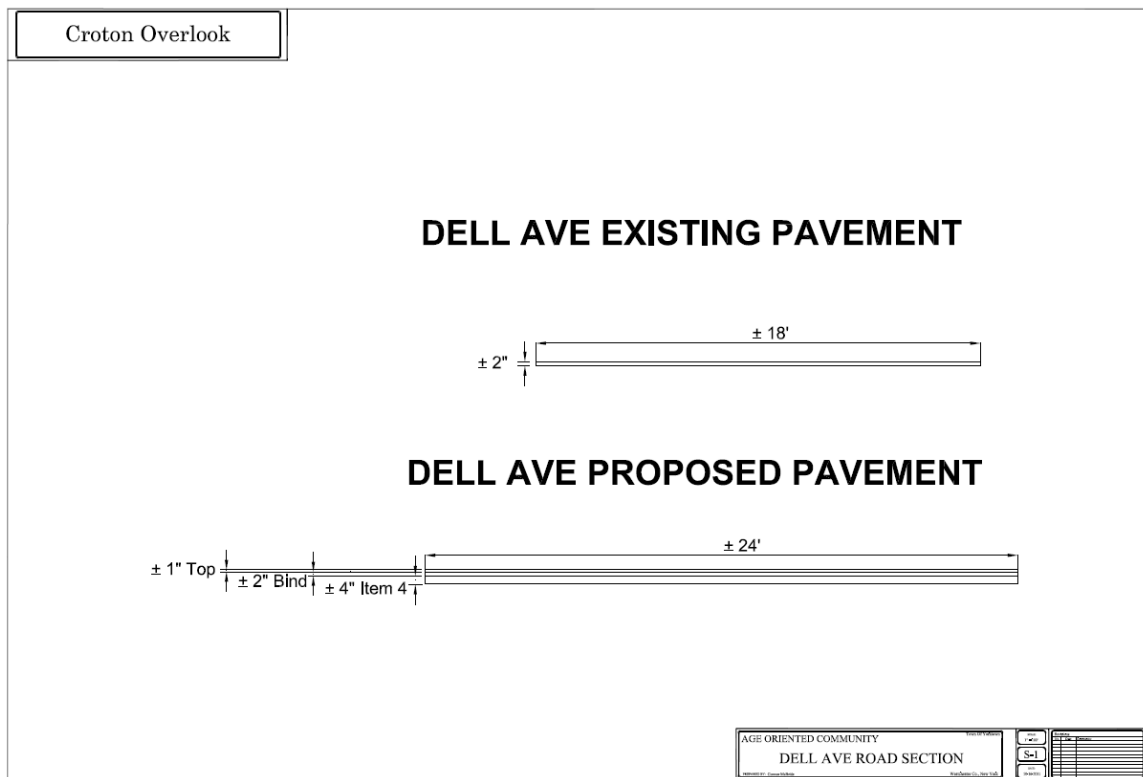 Croton Overlook
DELL AVE EXISTING PAVEMENT
± 18'
± 2"
DELL AVE PROPOSED PAVEMENT
± 24'
± 1" Top
± 2" Bind
± 4" Item 4
AGE ORIENTED COMMUNITY
DELL AVE ROAD SECTION
S-1